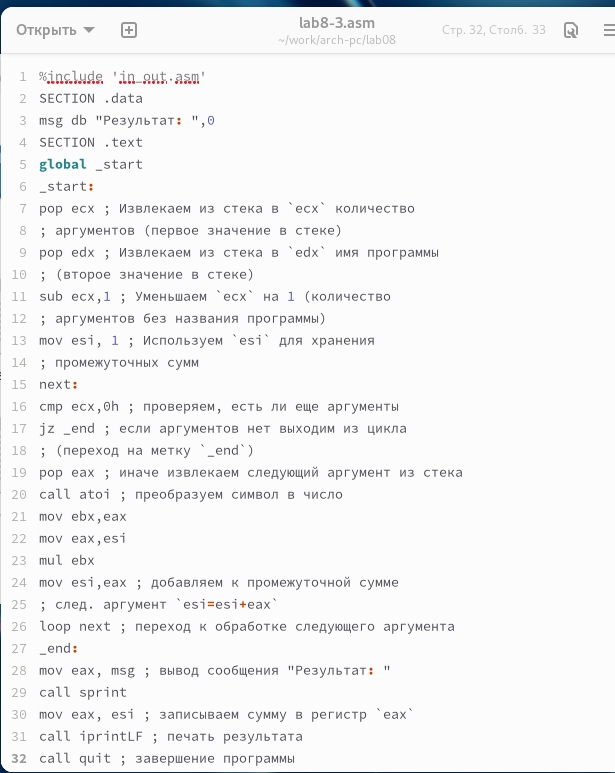 Открыть
lab8-3.asm
~/work/arch-pc/lab08
Стр. 32, Столб. 33
1 %include 'in_out.asm'
2 SECTION .data
3 msg db "Результат: ",0
4 SECTION .text
5 global _start
6 _start:
7 pop ecx ; Извлекаем из стека в `ecx` количество
8 ; аргументов (первое значение в стеке)
9 pop edx ; Извлекаем из стека в `edx` имя программы
10 ; (второе значение в стеке)
11 sub ecx,1 ; Уменьшаем `ecx` на 1 (количество
12 ; аргументов без названия программы)
13 mov esi, 1 ; Используем `esi` для хранения
14 ; промежуточных сумм
15 next:
16 cmp ecx,0h ; проверяем, есть ли еще аргументы
17 jz _end ; если аргументов нет выходим из цикла
18 ; (переход на метку `_end`)
19 pop eax ; иначе извлекаем следующий аргумент из стека
20 call atoi ; преобразуем символ в число
21 mov ebx,eax
22 mov eax,esi
23 mul ebx
24 mov esi,eax ; добавляем к промежуточной сумме
25 ; след. аргумент `esi=esi+eax`
26 loop next ; переход к обработке следующего аргумента
27 _end:
28 mov eax, msg ; вывод сообщения "Результат: "
29 call sprint
30 mov eax, esi ; записываем сумму в регистр `eax`
31 call iprintLF ; печать результата
32 call quit ; завершение программы